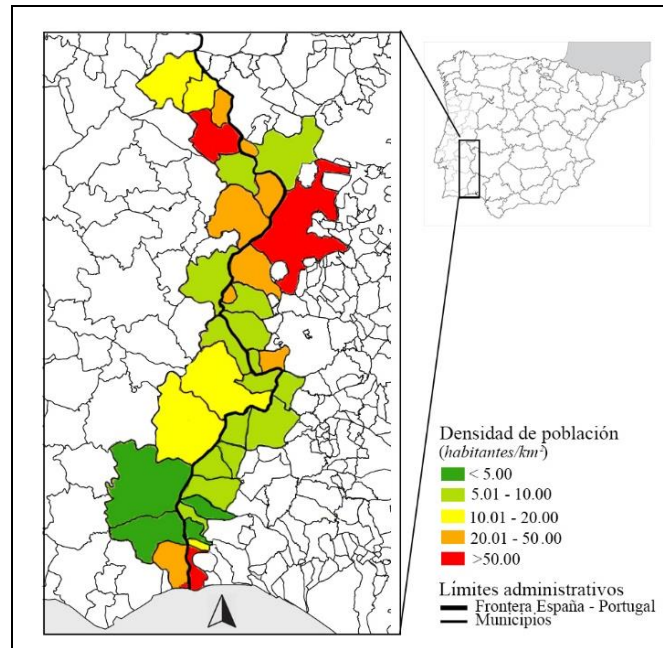 Densidad de población
(habitantes/km²)
< 5.00
5.01 - 10.00
10.01 - 20.00
20.01 - 50.00
>50.00
Límites administrativos
Frontera España - Portugal
Municipios